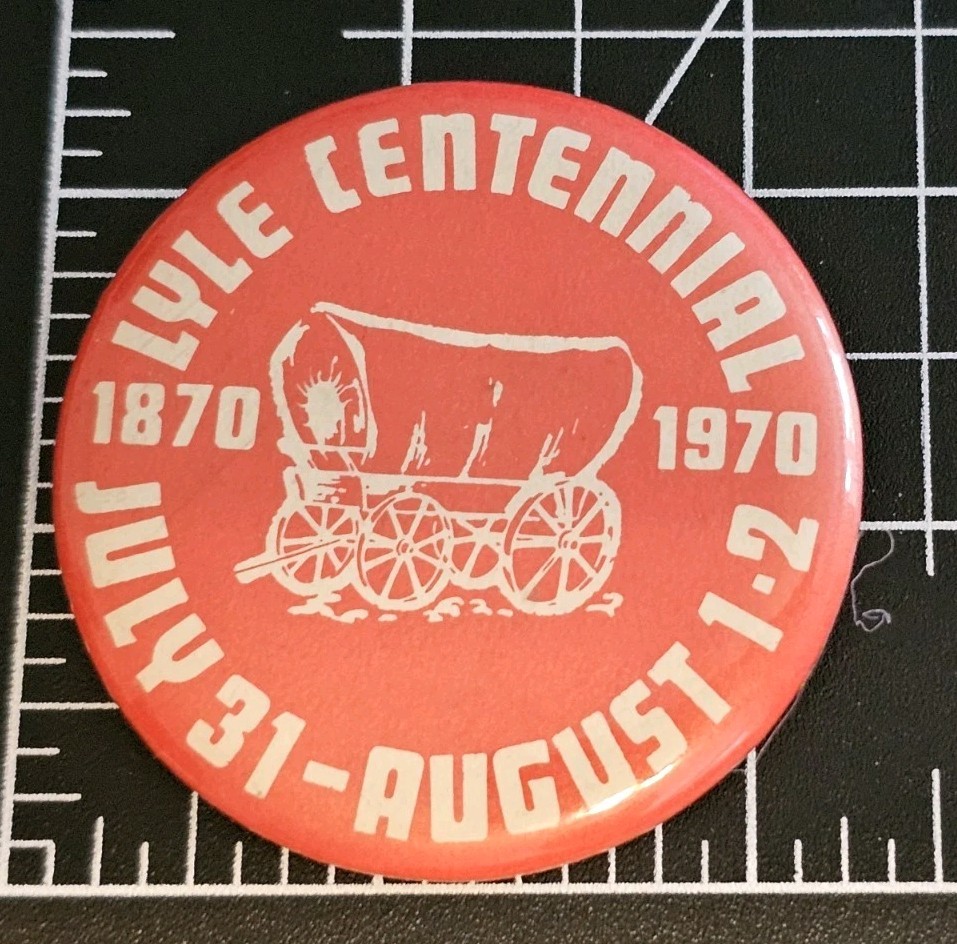 LYLE CENTENNIAL
1870 1970
JULY 31 - AUGUST 1-2